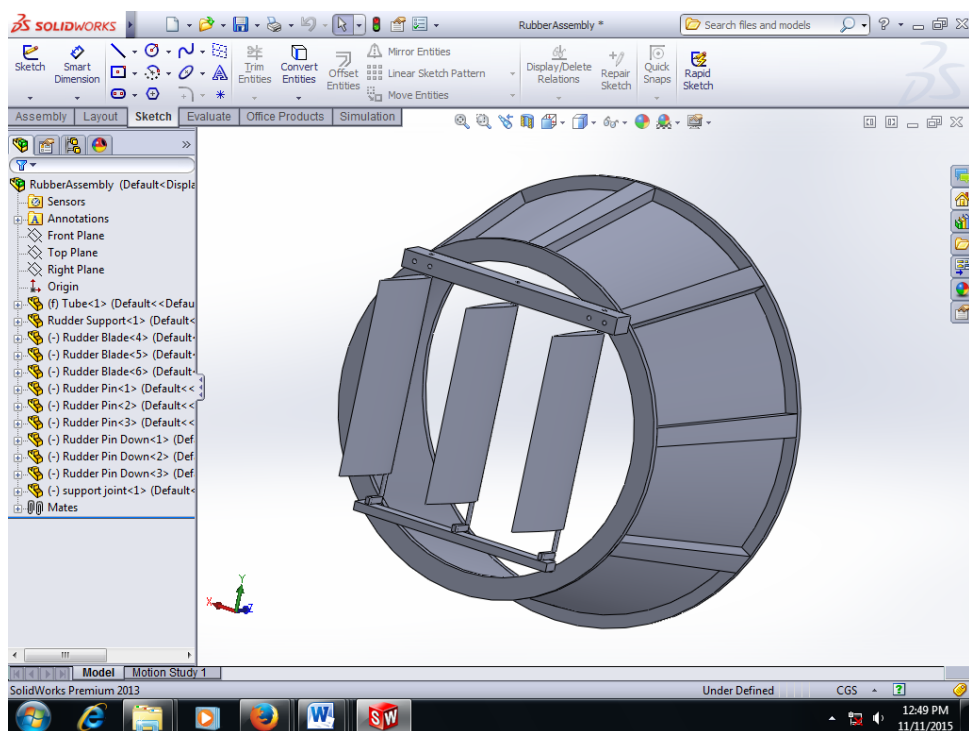 SOLIDWORKS
RubberAssembly *
Search files and models
Sketch
Smart Dimension
Trim Entities
Convert Entities
Offset Entities
Mirror Entities
Linear Sketch Pattern
Move Entities
Display/Delete Relations
Repair Sketch
Quick Snaps
Rapid Sketch
Assembly Layout Sketch Evaluate Office Products Simulation
RubberAssembly (Default<Displa
Sensors
A Annotations
Front Plane
Top Plane
Right Plane
Origin
(f) Tube<1> (Default<<Defau
Rudder Support<1> (Default<
(-) Rudder Blade<4> (Default<
(-) Rudder Blade<5> (Default<
(-) Rudder Blade<6> (Default<
(-) Rudder Pin<1> (Default<<
(-) Rudder Pin<2> (Default<<
(-) Rudder Pin<3> (Default<<
(-) Rudder Pin Down<1> (Def
(-) Rudder Pin Down<2> (Def
(-) Rudder Pin Down<3> (Def
(-) support joint<1> (Default<
Mates
Y
X
Z
Model Motion Study 1
SolidWorks Premium 2013
Under Defined
CGS
W
SW
12:49 PM
11/11/2015